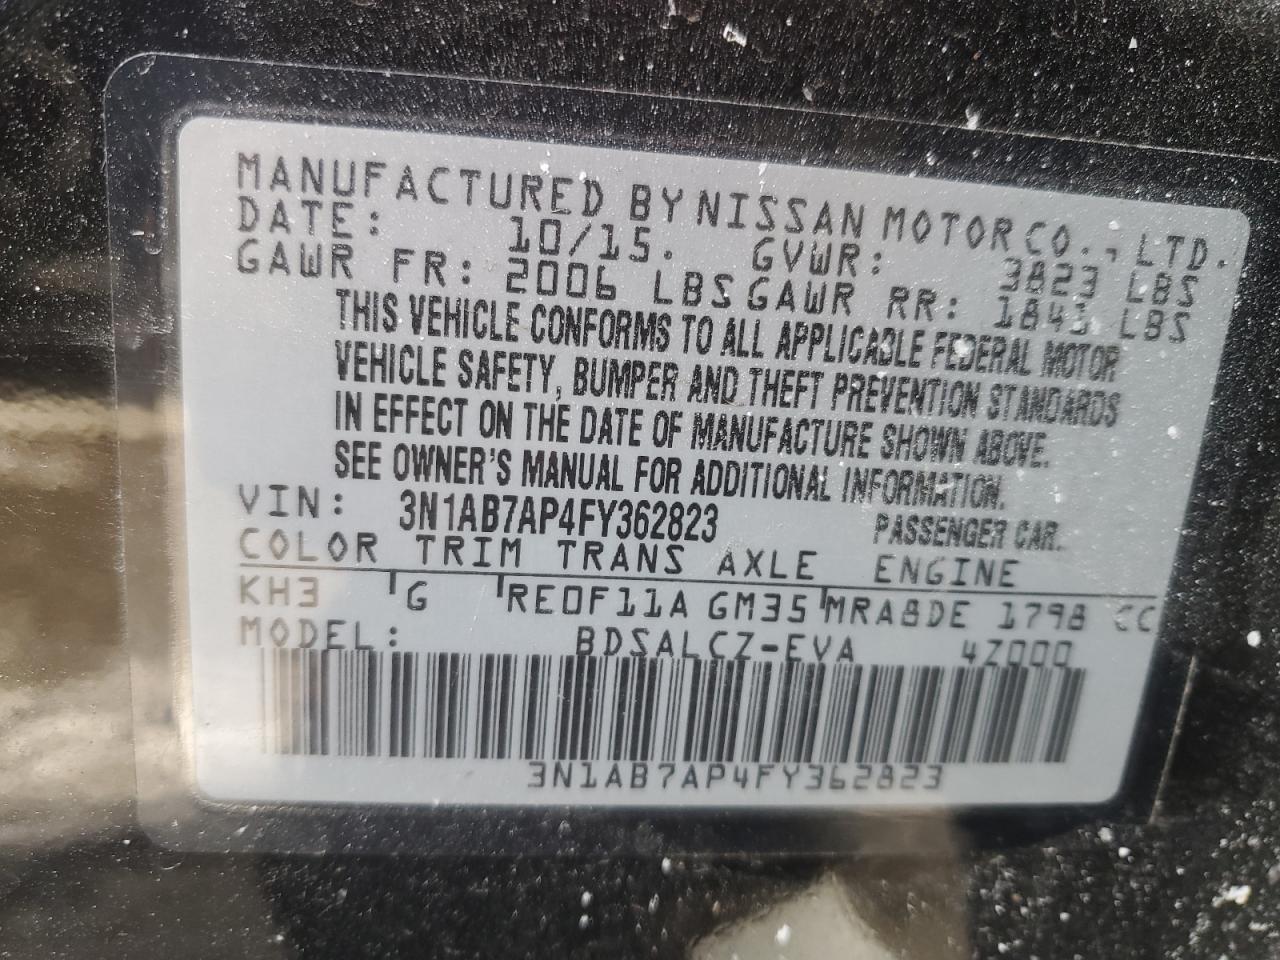 MANUFACTURED BY NISSAN MOTOR CO., LTD.
DATE: 10/15. GVWR: 3823 LBS
GAWR FR: 2006 LBS GAWR RR: 1841 LBS
THIS VEHICLE CONFORMS TO ALL APPLICABLE FEDERAL MOTOR
VEHICLE SAFETY, BUMPER AND THEFT PREVENTION STANDARDS
IN EFFECT ON THE DATE OF MANUFACTURE SHOWN ABOVE.
SEE OWNER'S MANUAL FOR ADDITIONAL INFORMATION.
VIN: 3N1AB7AP4FY362823 PASSENGER CAR.
COLOR TRIM TRANS AXLE ENGINE
KH3 G RE0F11A GM35 MRA8DE 1798 CC
MODEL: BDSALCZ-EVA 4Z000
3N1AB7AP4FY362823